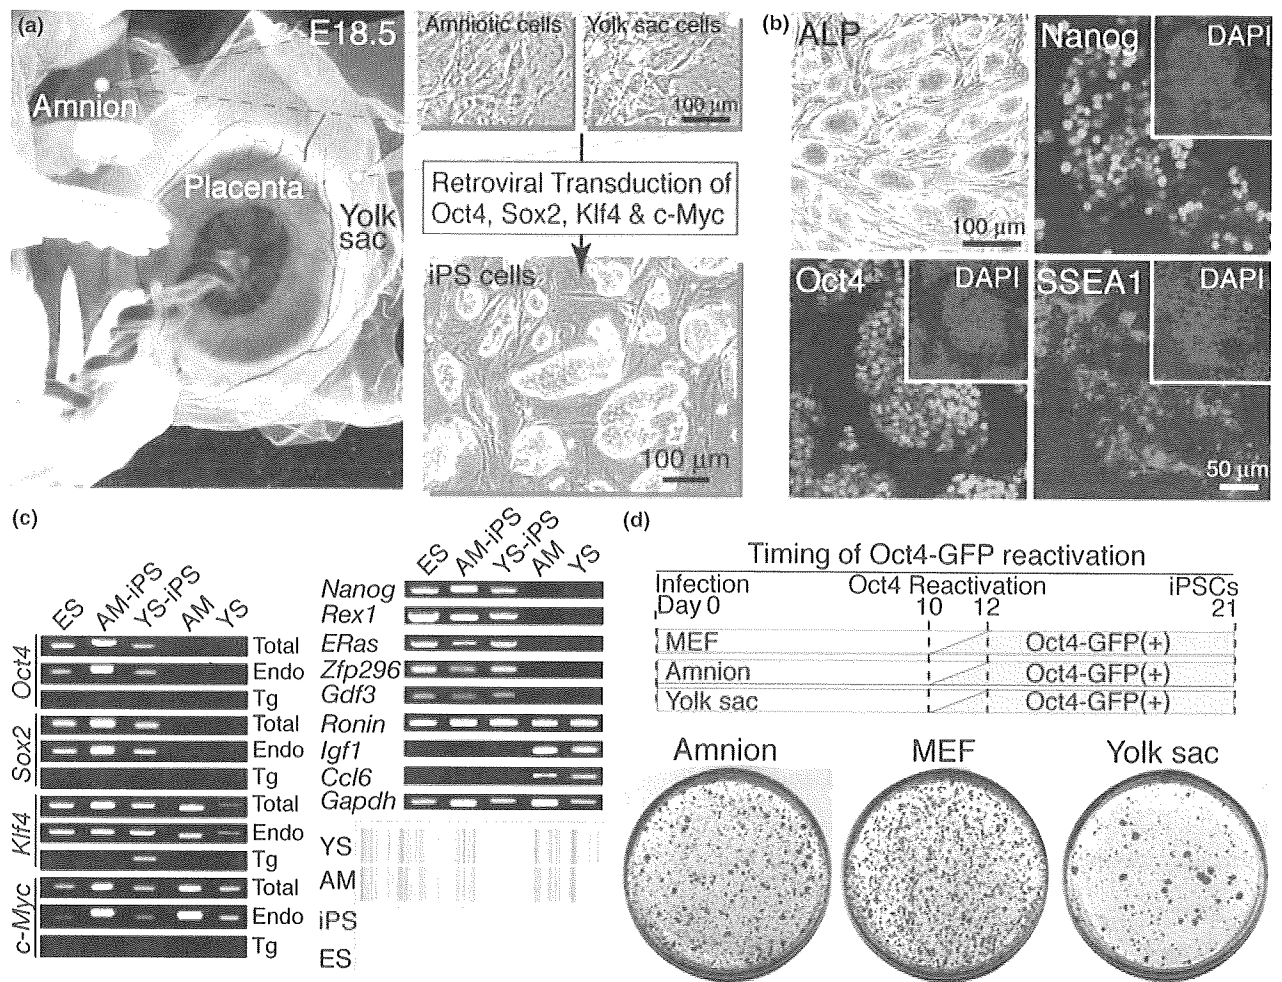 (a)
E18.5
Amnion
Placenta
Yolk
sac
Amniotic cells
Yolk sac cells
100 μm
Retroviral Transduction of
Oct4, Sox2, Klf4 & c-Myc
iPS cells
100 μm
(b)
ALP
100 μm
Nanog
DAPI
Oct4
DAPI
SSEA1
DAPI
50 μm
(c)
ES
AM-iPS
YS-iPS
AM
YS
Oct4
Total
Endo
Tg
Sox2
Total
Endo
Tg
Klf4
Total
Endo
Tg
c-Myc
Total
Endo
Tg
ES
AM-iPS
YS-iPS
AM
YS
Nanog
Rex1
ERas
Zfp296
Gdf3
Ronin
Igf1
Ccl6
Gapdh
YS
AM
iPS
ES
(d)
Timing of Oct4-GFP reactivation
Infection Oct4 Reactivation iPSCs
Day 0 10 12 21
MEF Oct4-GFP(+)
Amnion Oct4-GFP(+)
Yolk sac Oct4-GFP(+)
Amnion MEF Yolk sac